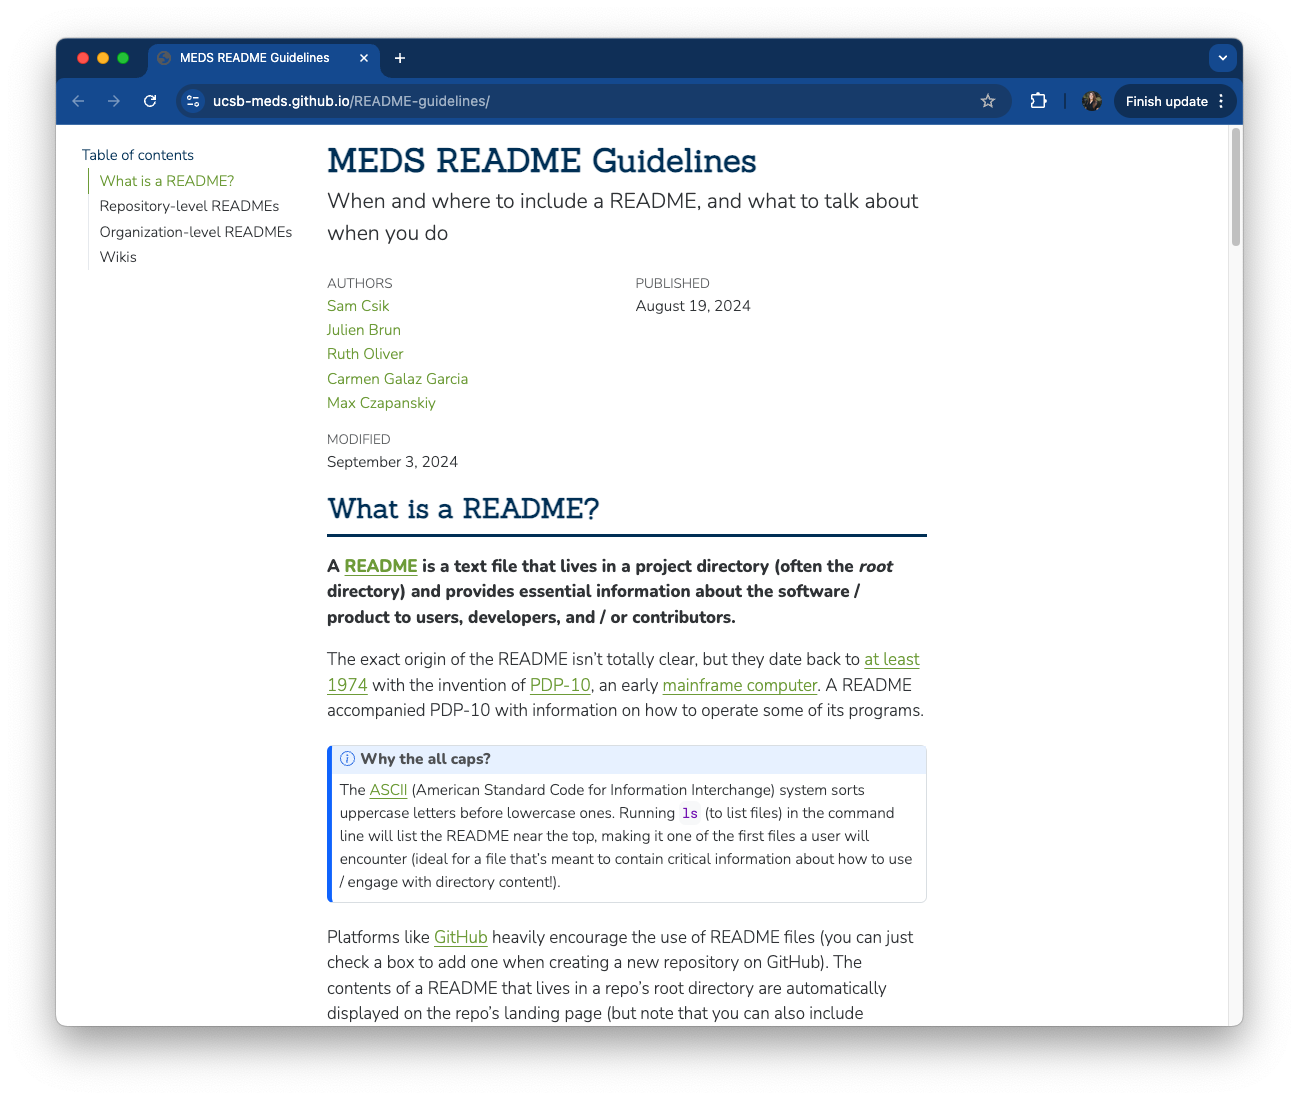 MEDS README Guidelines
ucsb-meds.github.io/README-guidelines/
Finish update
Table of contents
What is a README?
Repository-level READMEs
Organization-level READMEs
Wikis
MEDS README Guidelines
When and where to include a README, and what to talk about
when you do
AUTHORS
Sam Csik
Julien Brun
Ruth Oliver
Carmen Galaz Garcia
Max Czapanskiy
PUBLISHED
August 19, 2024
MODIFIED
September 3, 2024
What is a README?
A README is a text file that lives in a project directory (often the root
directory) and provides essential information about the software /
product to users, developers, and / or contributors.
The exact origin of the README isn’t totally clear, but they date back to at least
1974 with the invention of PDP-10, an early mainframe computer. A README
accompanied PDP-10 with information on how to operate some of its programs.
Why the all caps?
The ASCII (American Standard Code for Information Interchange) system sorts
uppercase letters before lowercase ones. Running ls (to list files) in the command
line will list the README near the top, making it one of the first files a user will
encounter (ideal for a file that’s meant to contain critical information about how to use
/ engage with directory content!).
Platforms like GitHub heavily encourage the use of README files (you can just
check a box to add one when creating a new repository on GitHub). The
contents of a README that lives in a repo’s root directory are automatically
displayed on the repo’s landing page (but note that you can also include